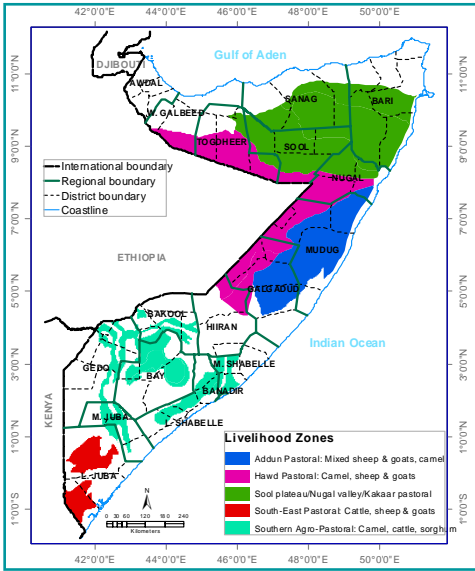 42°0'0"E 44°0'0"E 46°0'0"E 48°0'0"E 50°0'0"E
Gulf of Aden
DJIBOUTI
AWDAL
W. GALBEED
SANAG
BARI
TOGDHEER
SOOL
NUGAL
International boundary
Regional boundary
District boundary
Coastline
ETHIOPIA
MUDUG
GALGADUD
BAKOOL
HIIRAN
Indian Ocean
GEDO
BAY
M. SHABELLE
BANADIR
KENYA
M. JUBA
L. SHABELLE
L. JUBA
11°0'0"N 9°0'0"N 7°0'0"N 5°0'0"N 3°0'0"N 1°0'0"N 1°0'0"S
11°0'0"N 9°0'0"N 7°0'0"N 5°0'0"N 3°0'0"N 1°0'0"N 1°0'0"S
Livelihood Zones
Addun Pastoral: Mixed sheep & goats, camel
Hawd Pastoral: Camel, sheep & goats
Sool plateau/Nugal valley/Kakaar pastoral
South-East Pastoral: Cattle, sheep & goats
Southern Agro-Pastoral: Camel, cattle, sorghum
N
0 30 60 120 180 240
Kilometers
42°0'0"E 44°0'0"E 46°0'0"E 48°0'0"E 50°0'0"E